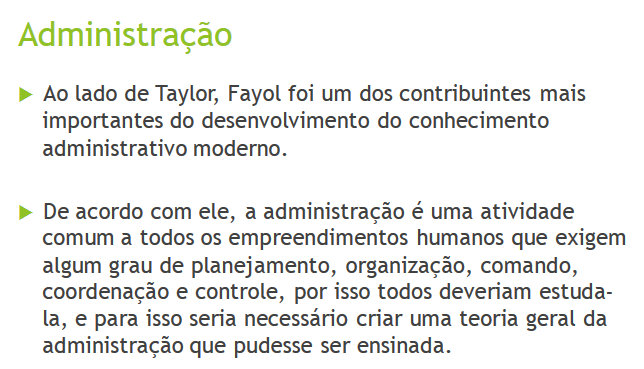 Administração
Ao lado de Taylor, Fayol foi um dos contribuintes mais
importantes do desenvolvimento do conhecimento
administrativo moderno.
De acordo com ele, a administração é uma atividade
comum a todos os empreendimentos humanos que exigem
algum grau de planejamento, organização, comando,
coordenação e controle, por isso todos deveriam estuda-
la, e para isso seria necessário criar uma teoria geral da
administração que pudesse ser ensinada.